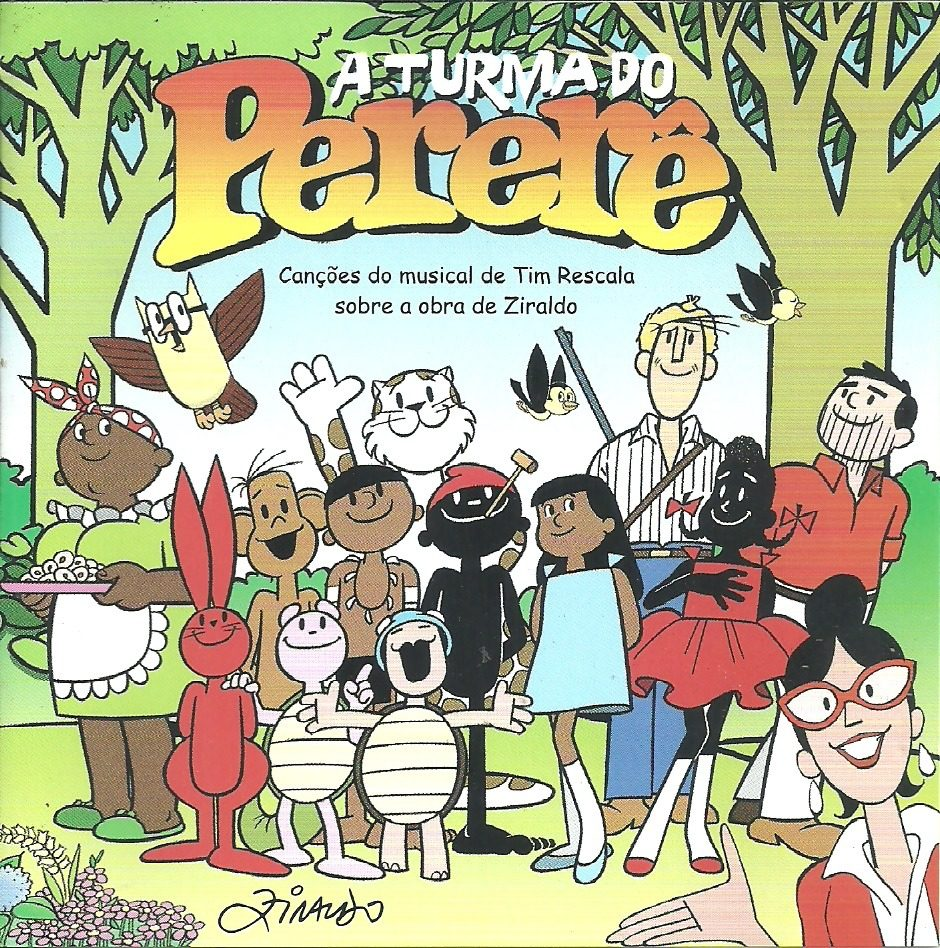 A TURMA DO
Pererê
Canções do musical de Tim Rescala
sobre a obra de Ziraldo
ZIRALDO